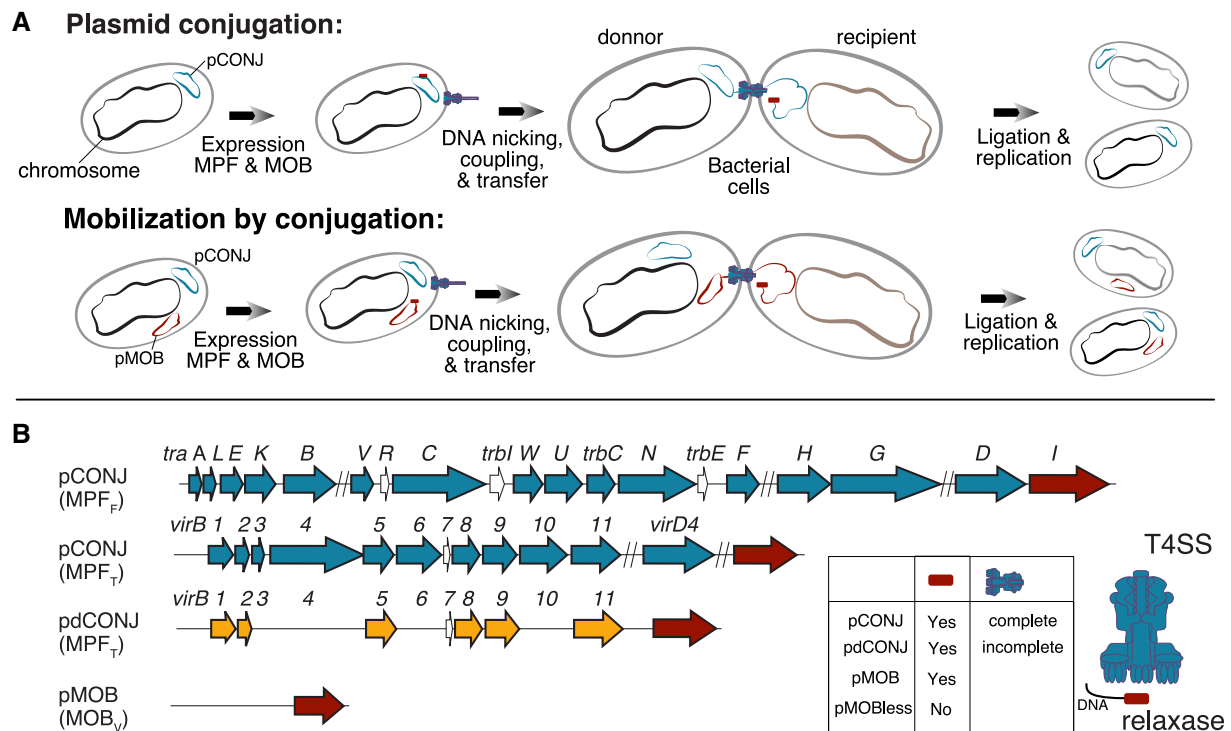 A
Plasmid conjugation:
pCONJ
chromosome
Expression
MPF & MOB
DNA nicking,
coupling,
& transfer
donnor
recipient
Bacterial
cells
Ligation &
replication
Mobilization by conjugation:
pCONJ
pMOB
Expression
MPF & MOB
DNA nicking,
coupling,
& transfer
Ligation &
replication
B
tra A L E K B V R C trbI W U trbC N trbE F H G D I
pCONJ
(MPFF)
virB 1 2 3 4 5 6 7 8 9 10 11 virD4
pCONJ
(MPFT)
virB 1 2 3 4 5 6 7 8 9 10 11
pdCONJ
(MPFT)
pMOB
(MOBV)
pCONJ Yes complete
pdCONJ Yes incomplete
pMOB Yes
pMOBless No
T4SS
DNA
relaxase